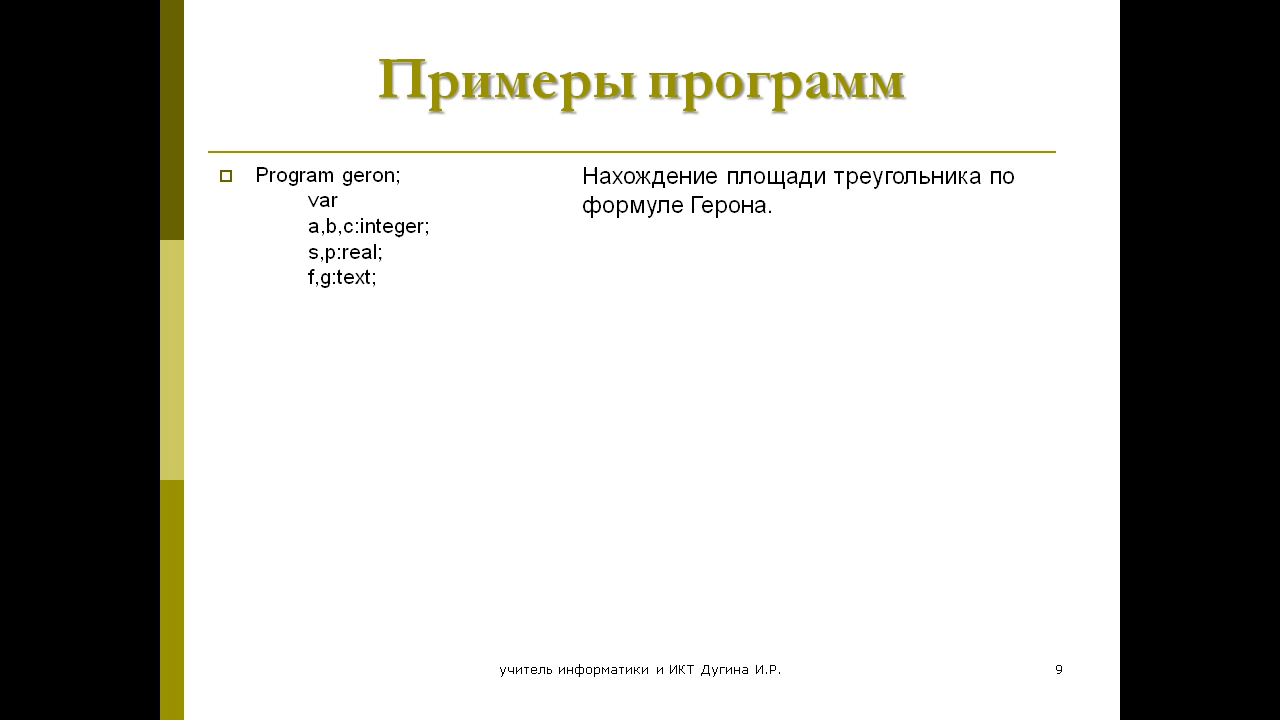 Примеры программ
Program geron;
var
a,b,c:integer;
s,p:real;
f,g:text;
Нахождение площади треугольника по
формуле Герона.
учитель информатики и ИКТ Дугина И.Р.
9